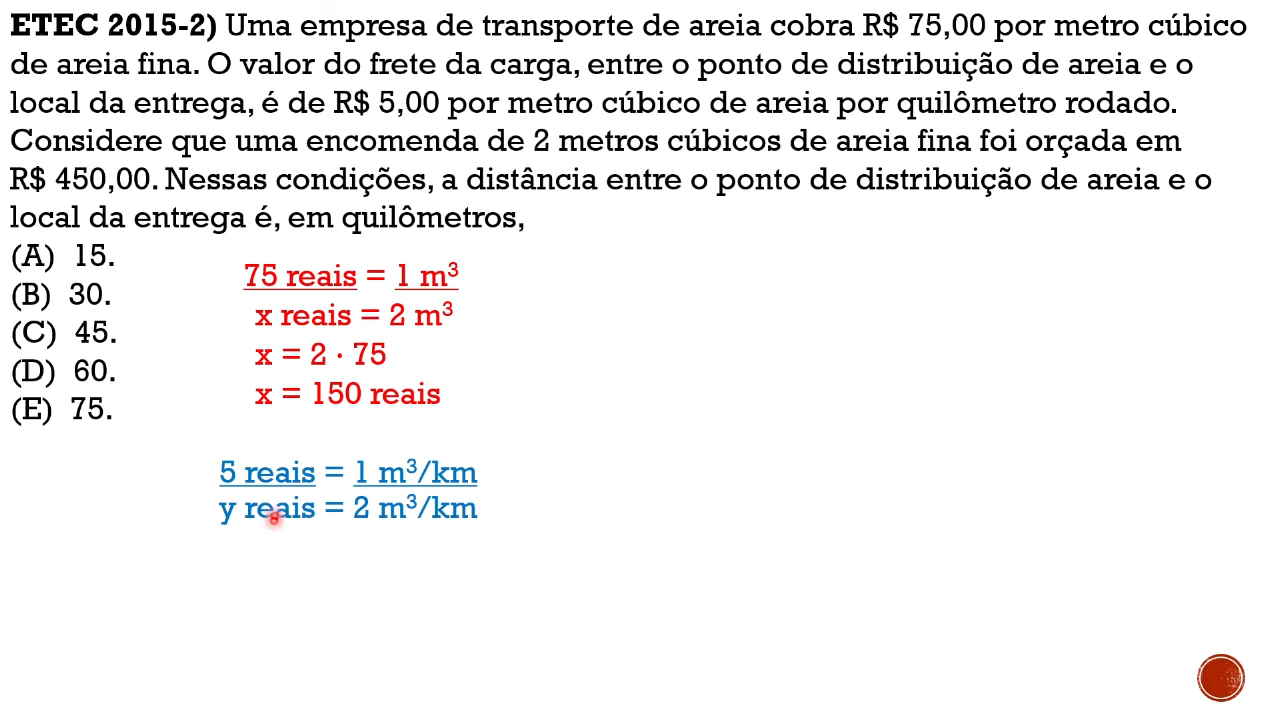 ETEC 2015-2) Uma empresa de transporte de areia cobra R$ 75,00 por metro cúbico
de areia fina. O valor do frete da carga, entre o ponto de distribuição de areia e o
local da entrega, é de R$ 5,00 por metro cúbico de areia por quilômetro rodado.
Considere que uma encomenda de 2 metros cúbicos de areia fina foi orçada em
R$ 450,00. Nessas condições, a distância entre o ponto de distribuição de areia e o
local da entrega é, em quilômetros,
(A) 15.
(B) 30.
(C) 45.
(D) 60.
(E) 75.
75 reais = 1 m³
x reais = 2 m³
x = 2 · 75
x = 150 reais
5 reais = 1 m³/km
y reais = 2 m³/km